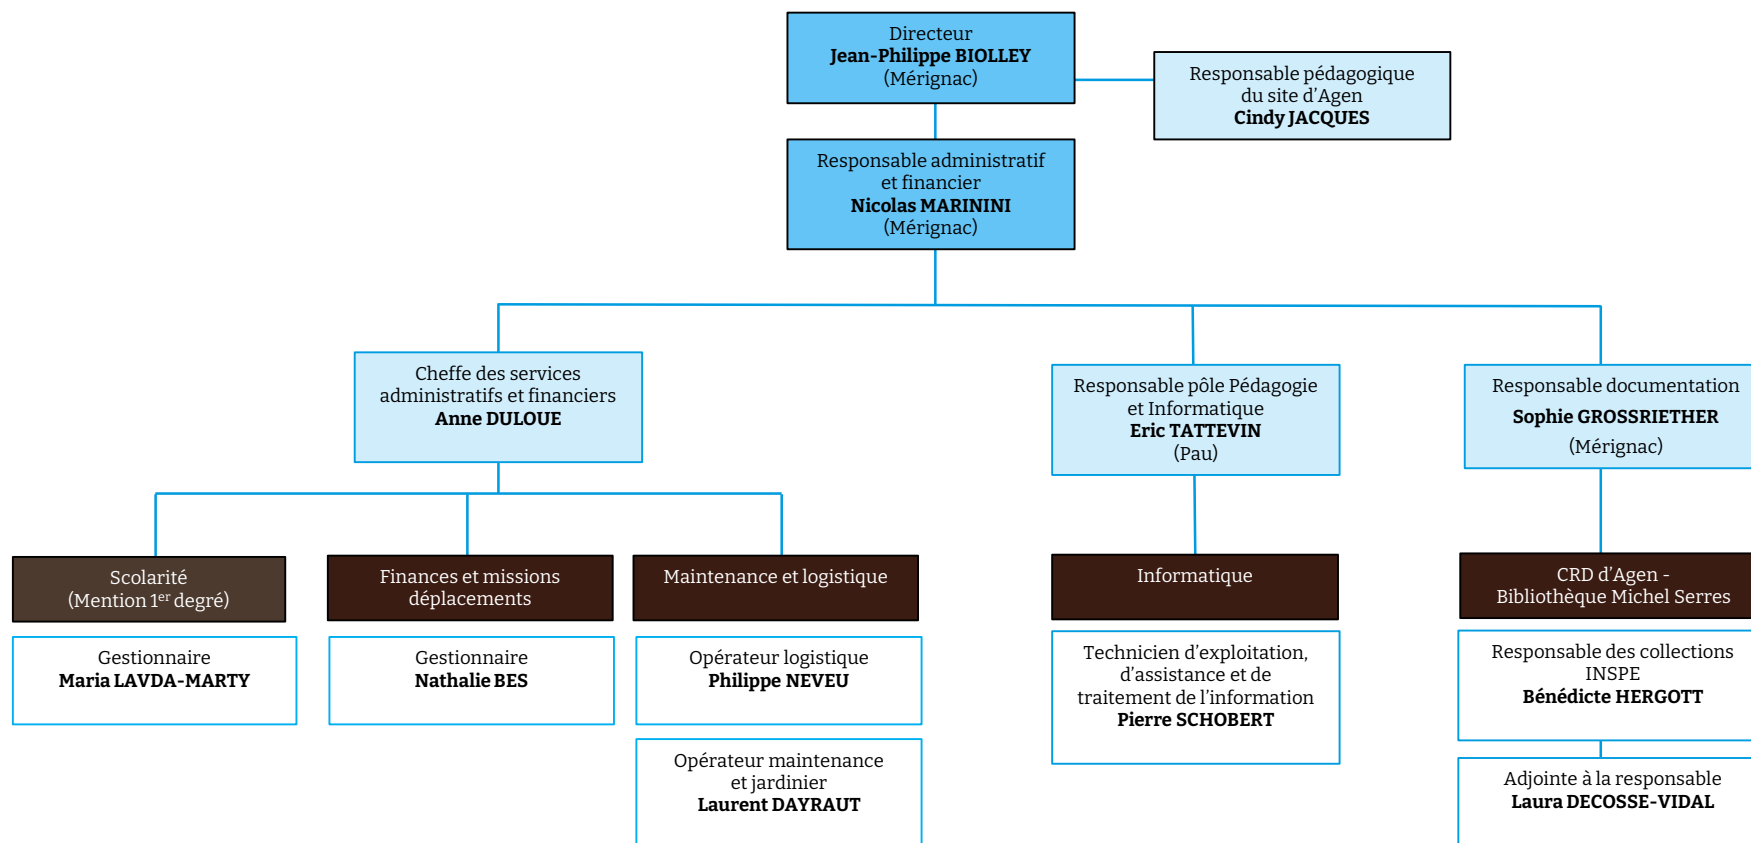 Directeur
Jean-Philippe BIOLLEY
(Mérignac)
Responsable pédagogique
du site d’Agen
Cindy JACQUES
Responsable administratif
et financier
Nicolas MARININI
(Mérignac)
Cheffe des services
administratifs et financiers
Anne DULOUE
Responsable pôle Pédagogie
et Informatique
Eric TATTEVIN
(Pau)
Responsable documentation
Sophie GROSSRIETHER
(Mérignac)
Scolarité
(Mention 1er degré)
Gestionnaire
Maria LAVDA-MARTY
Finances et missions
déplacements
Gestionnaire
Nathalie BES
Maintenance et logistique
Opérateur logistique
Philippe NEVEU
Opérateur maintenance
et jardinier
Laurent DAYRAUT
Informatique
Technicien d’exploitation,
d’assistance et de
traitement de l’information
Pierre SCHOBERT
CRD d’Agen -
Bibliothèque Michel Serres
Responsable des collections
INSPE
Bénédicte HERGOTT
Adjointe à la responsable
Laura DECOSSE-VIDAL